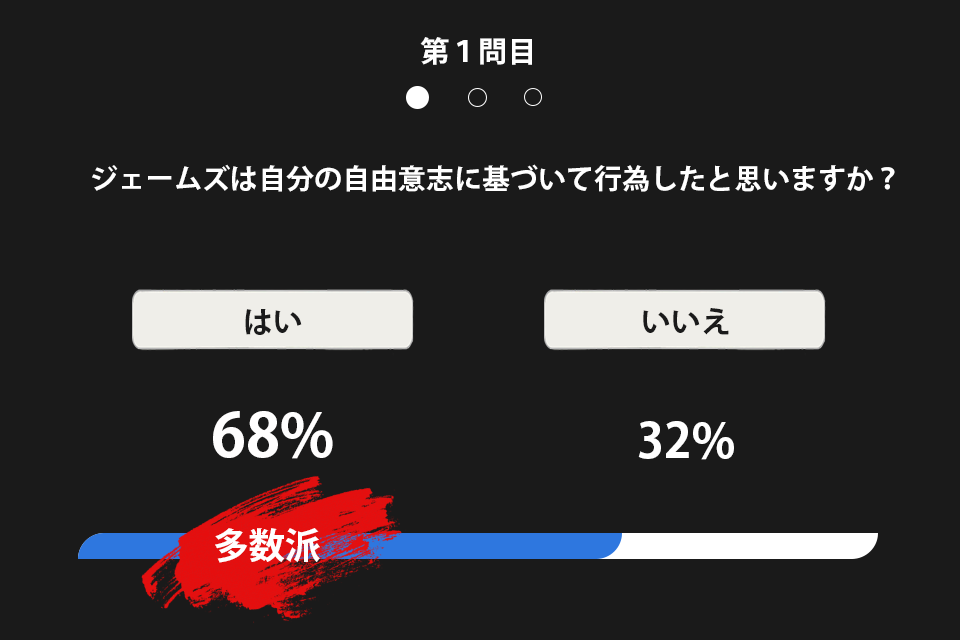 第１問目
ジェームズは自分の自由意志に基づいて行為したと思いますか？
はい
いいえ
68%
32%
多数派